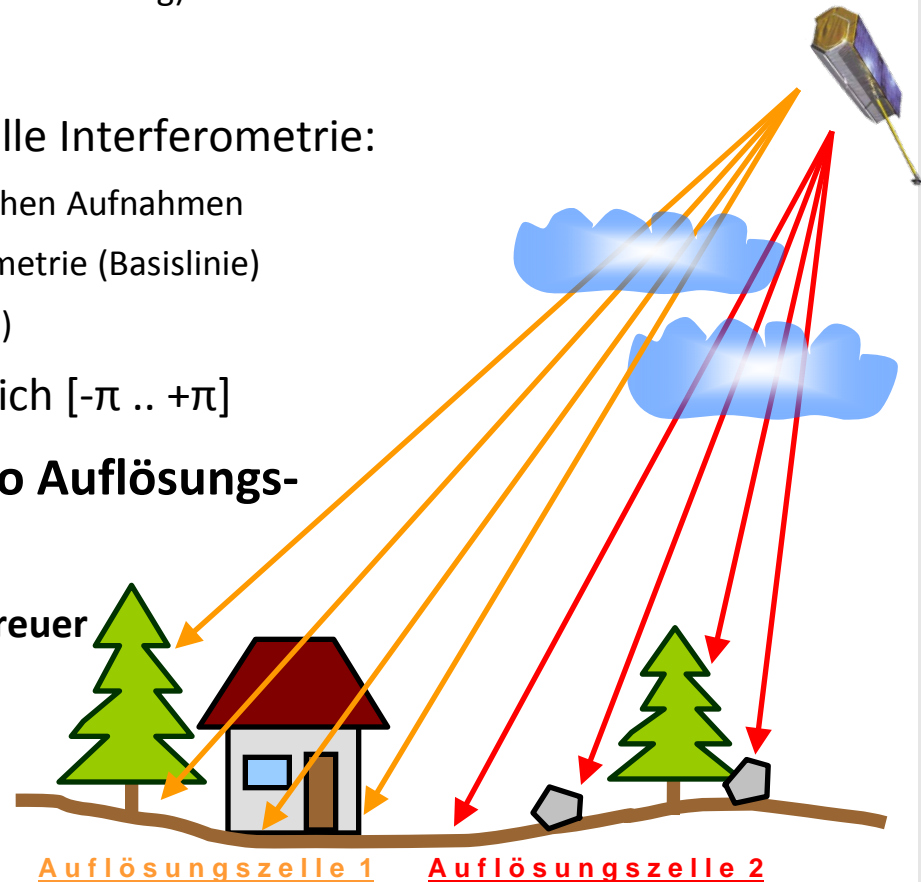 lle Interferometrie:
hen Aufnahmen
metrie (Basislinie)
)
ich [-π .. +π]
o Auflösungs-
reuer
Auflösungszelle 1
Auflösungszelle 2